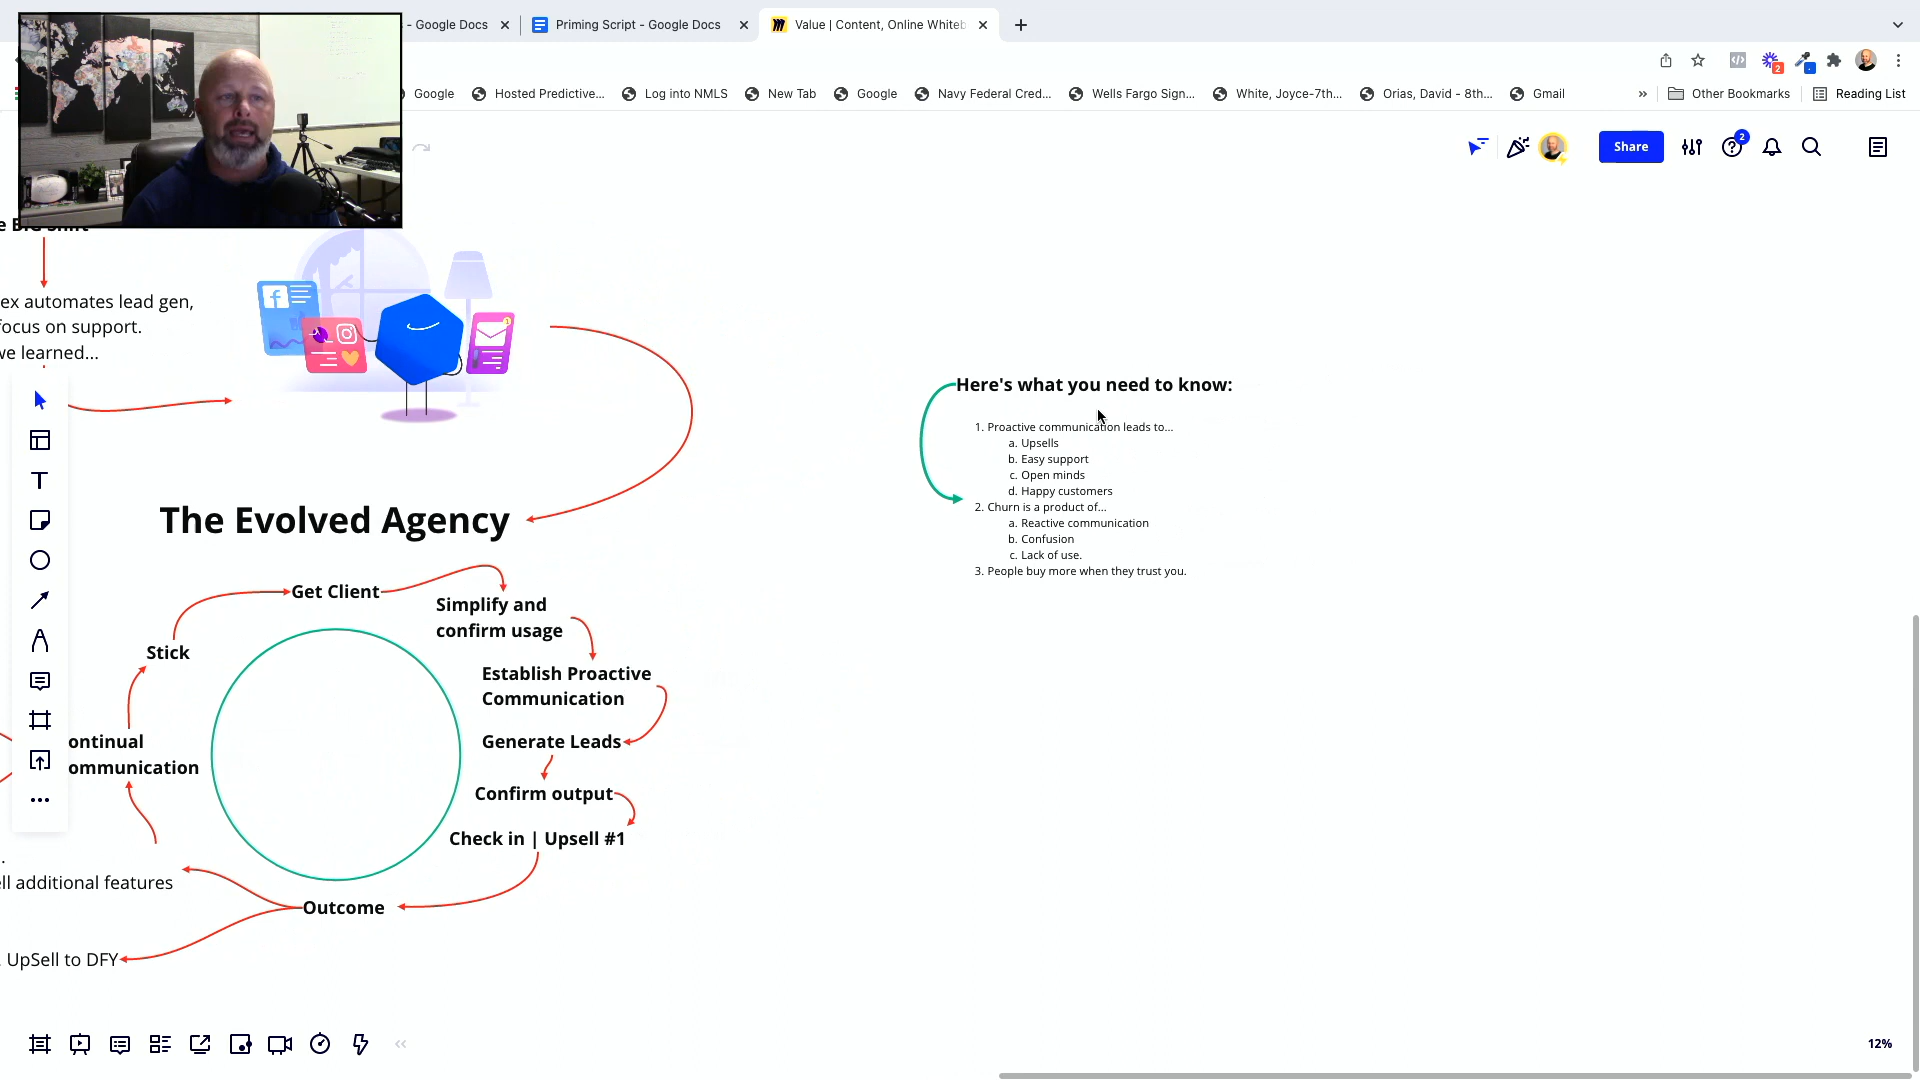 - Google Docs
Priming Script - Google Docs
Value | Content, Online Whiteb
Google
Hosted Predictive...
Log into NMLS
New Tab
Google
Navy Federal Cred...
Wells Fargo Sign...
White, Joyce-7th...
Orias, David - 8th...
Gmail
»
Other Bookmarks
Reading List
2
2
Share
ex automates lead gen,
focus on support.
we learned...
f
1
Here's what you need to know:
1. Proactive communication leads to...
a. Upsells
b. Easy support
c. Open minds
d. Happy customers
2. Churn is a product of...
a. Reactive communication
b. Confusion
c. Lack of use.
3. People buy more when they trust you.
The Evolved Agency
Get Client
Simplify and
confirm usage
Establish Proactive
Communication
Generate Leads
Confirm output
Check in | Upsell #1
Outcome
Stick
ontinual
ommunication
ell additional features
. UpSell to DFY
12%